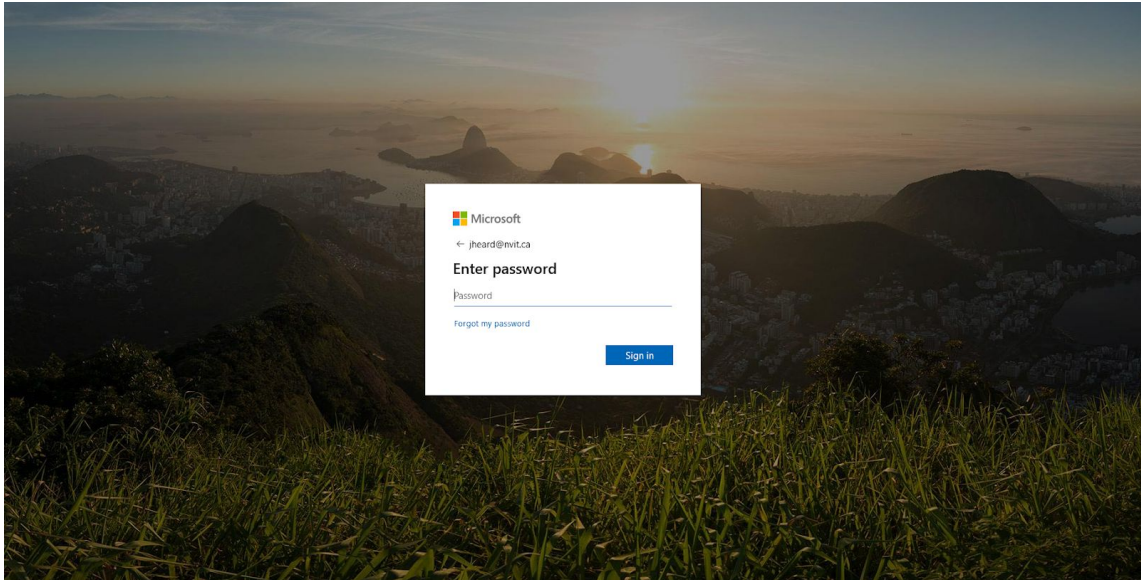 Microsoft
← jheard@nvit.ca
Enter password
Password
Forgot my password
Sign in